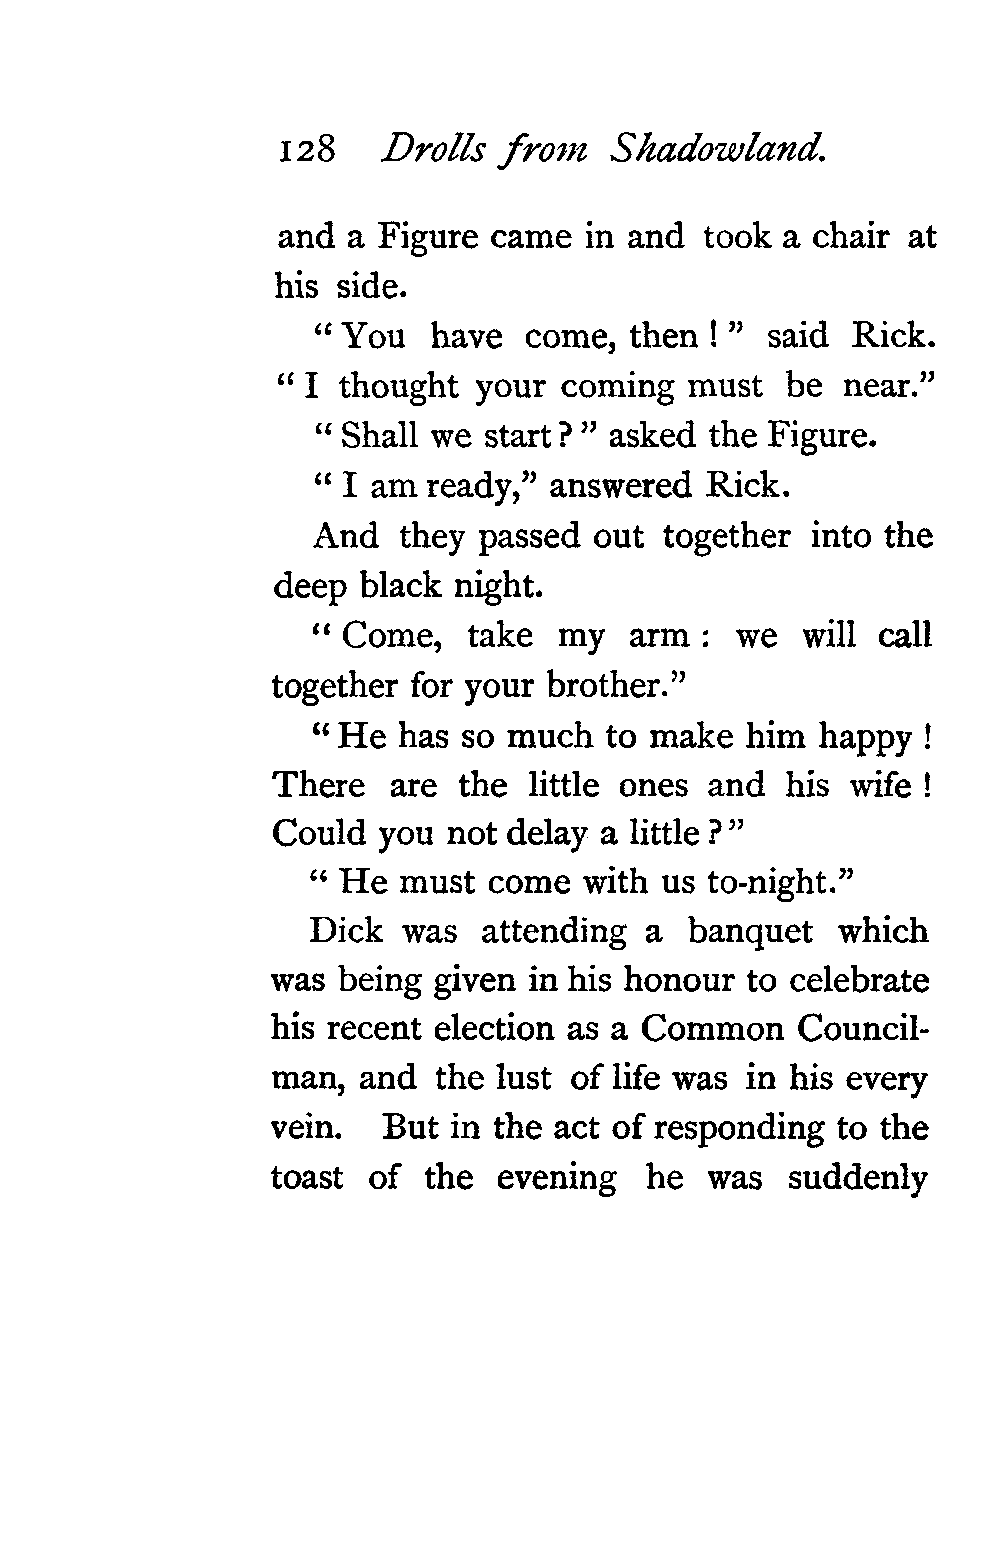 128 Drolls from Shadowland.
and a Figure came in and took a chair at
his side.
“ You have come, then ! ” said Rick.
“ I thought your coming must be near.”
“ Shall we start ? ” asked the Figure.
“ I am ready,” answered Rick.
And they passed out together into the
deep black night.
“ Come, take my arm : we will call
together for your brother.”
“ He has so much to make him happy !
There are the little ones and his wife !
Could you not delay a little ? ”
“ He must come with us to-night.”
Dick was attending a banquet which
was being given in his honour to celebrate
his recent election as a Common Council-
man, and the lust of life was in his every
vein. But in the act of responding to the
toast of the evening he was suddenly